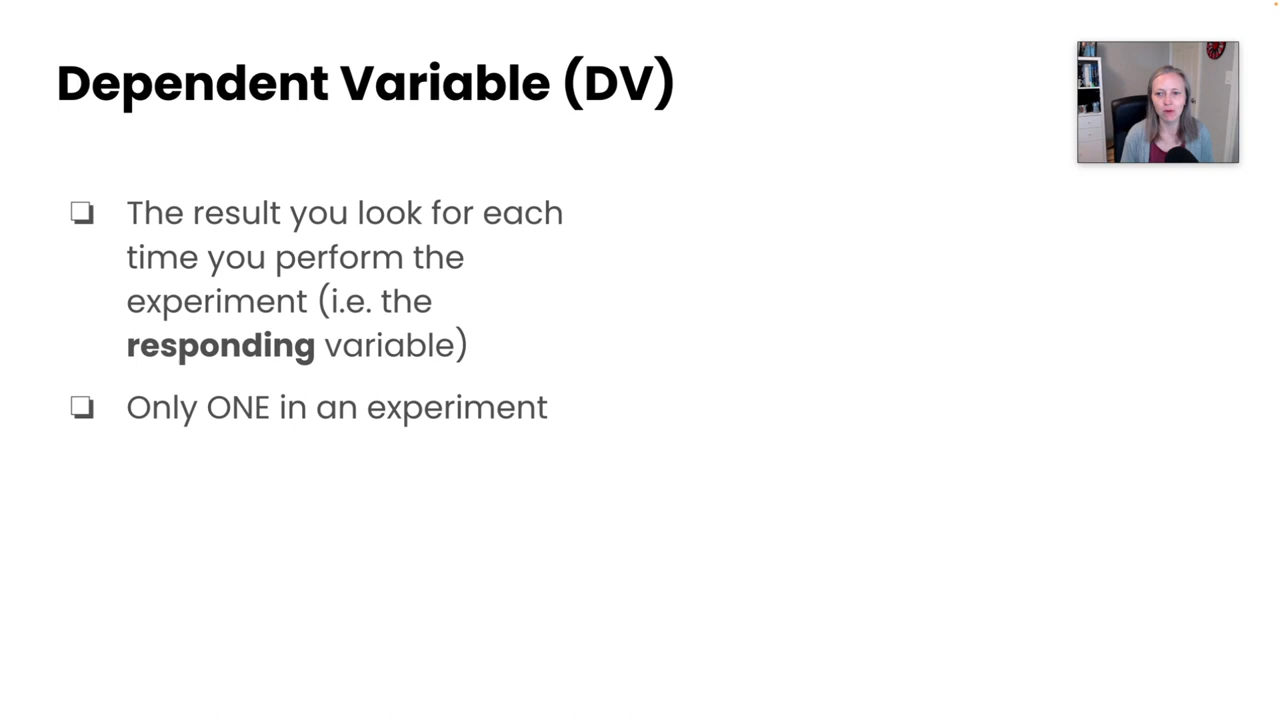 Dependent Variable (DV)
The result you look for each
time you perform the
experiment (i.e. the
responding variable)
Only ONE in an experiment